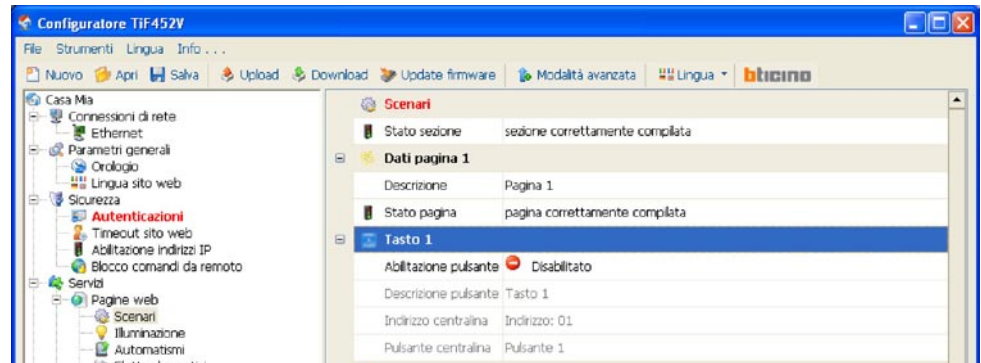 Configuratore TiF452V
File Strumenti Lingua Info . . .
Nuovo Apri Salva Upload Download Update firmware Modalità avanzata Lingua bticino
Casa Mia
Connessioni di rete
Ethernet
Parametri generali
Orologio
Lingua sito web
Sicurezza
Autenticazioni
Timeout sito web
Abilitazione indirizzi IP
Blocco comandi da remoto
Servizi
Pagine web
Scenari
Illuminazione
Automatismi
Scenari
Stato sezione sezione correttamente compilata
Dati pagina 1
Descrizione Pagina 1
Stato pagina pagina correttamente compilata
Tasto 1
Abilitazione pulsante Disabilitato
Descrizione pulsante Tasto 1
Indirizzo centralina Indirizzo: 01
Pulsante centralina Pulsante 1